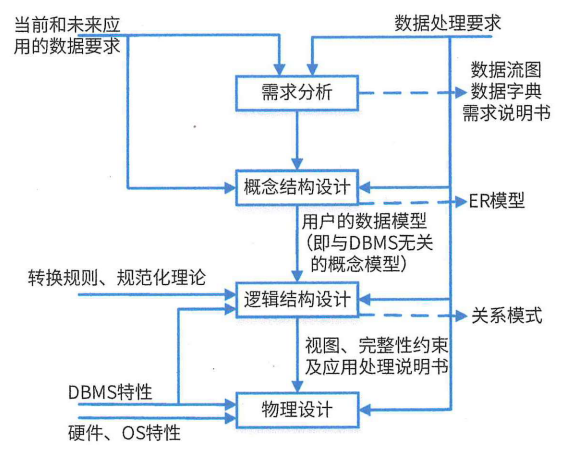 当前和未来应
用的数据要求
数据处理要求
需求分析
数据流图
数据字典
需求说明书
概念结构设计
ER模型
用户的数据模型
(即与DBMS无关
的概念模型)
转换规则、规范化理论
逻辑结构设计
关系模式
视图、完整性约束
及应用处理说明书
DBMS特性
物理设计
硬件、OS特性